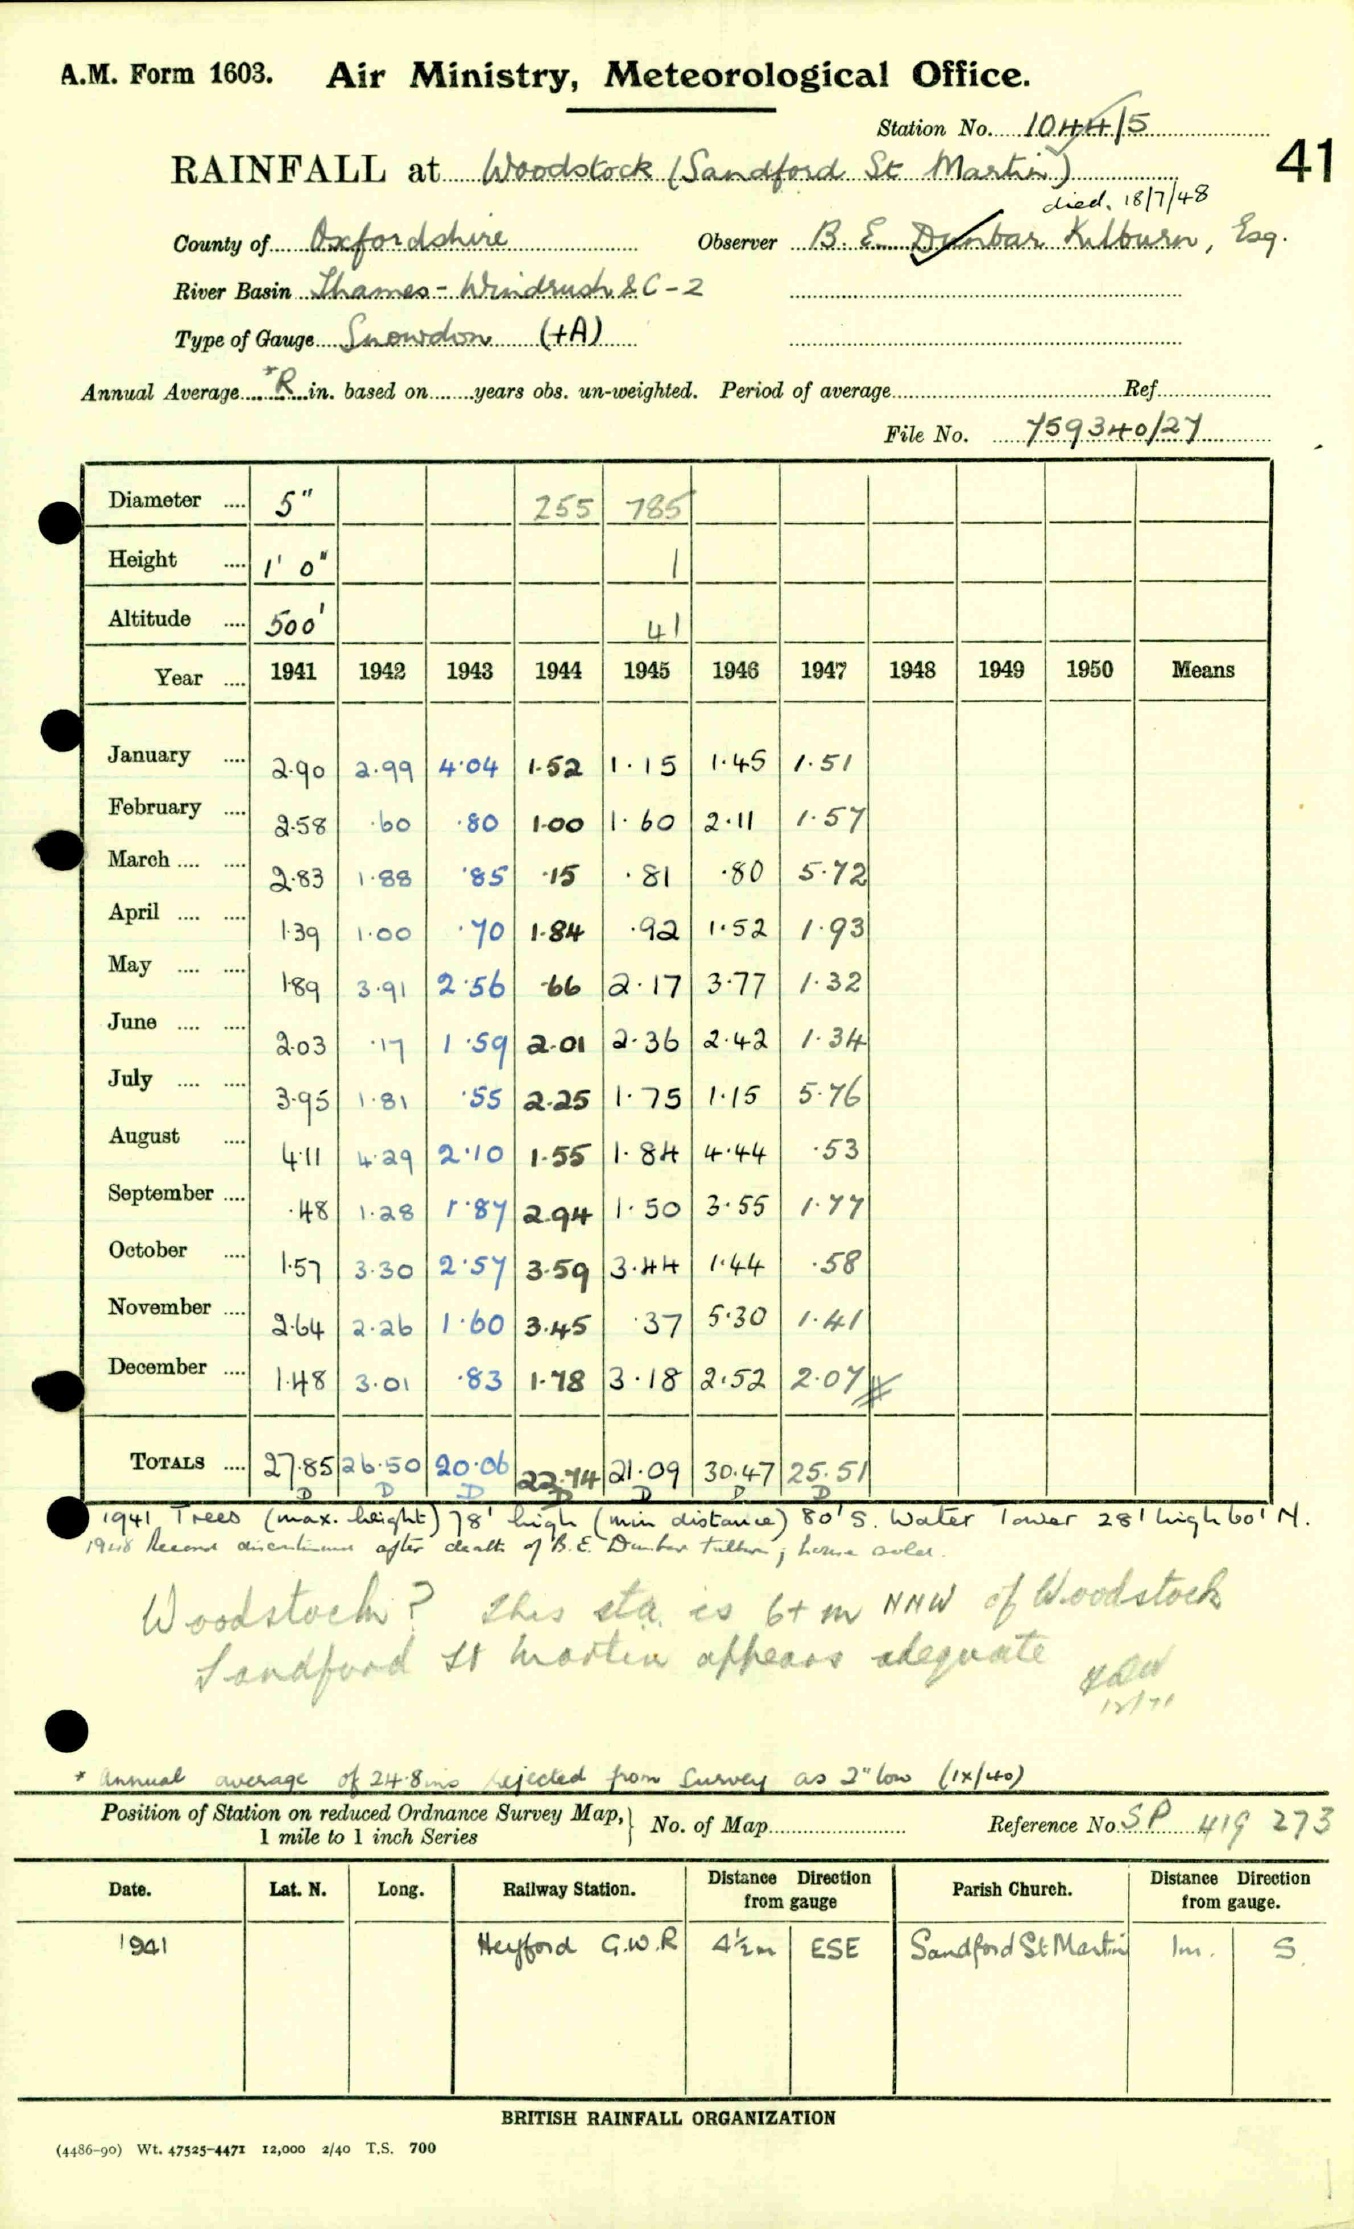 A.M. Form 1603. Air Ministry, Meteorological Office.
Station No. 1044/5
41
RAINFALL at Woodstock (Sandford St Martin)
died. 18/7/48
County of Oxfordshire Observer B. E. Dunbar Kilburn, Esq.
River Basin Thames - Windrush &C - 2
Type of Gauge Snowdon (+A)
Annual Average *R in. based on years obs. un-weighted. Period of average Ref
File No. 759340/27
Diameter .... 5" 255 785
Height .... 1' 0" 1
Altitude .... 500' 41
Year .... 1941 1942 1943 1944 1945 1946 1947 1948 1949 1950 Means
January .... 2.90 2.99 4.04 1.52 1.15 1.45 1.51
February .... 2.58 .60 .80 1.00 1.60 2.11 1.57
March .... .... 2.83 1.88 .85 .15 .81 .80 5.72
April .... .... 1.39 1.00 .70 1.84 .92 1.52 1.93
May .... .... 1.89 3.91 2.56 .66 2.17 3.77 1.32
June .... .... 2.03 .17 1.59 2.01 2.36 2.42 1.34
July .... .... 3.95 1.81 .55 2.25 1.75 1.15 5.76
August .... 4.11 4.29 2.10 1.55 1.84 4.44 .53
September .... .48 1.28 1.87 2.94 1.50 3.55 1.77
October .... 1.57 3.30 2.57 3.59 3.44 1.44 .58
November .... 2.64 2.26 1.60 3.45 .37 5.30 1.41
December .... 1.48 3.01 .83 1.78 3.18 2.52 2.07
TOTALS .... 27.85 26.50 20.06 22.74 21.09 30.47 25.51
D D D D D D D
1941 Trees (max. height) 78' high (min distance) 80' S. Water Tower 28' high 60' N.
1948 Record discontinued after death of B.E. Dunbar Kilburn; house sold.
Woodstock? This sta. is 6+ m NNW of Woodstock
Sandford St Martin appears adequate
12/71
* Annual average of 24.8 ins rejected from Survey as 2" low (IX/40)
Position of Station on reduced Ordnance Survey Map, 1 mile to 1 inch Series } No. of Map Reference No. SP 419 273
Date. Lat. N. Long. Railway Station. Distance Direction from gauge Parish Church. Distance Direction from gauge.
1941 Heyford G.W.R 4½m ESE Sandford St Martin 1m. S.
BRITISH RAINFALL ORGANIZATION
(4486-90) Wt. 47525-4471 12,000 2/40 T.S. 700